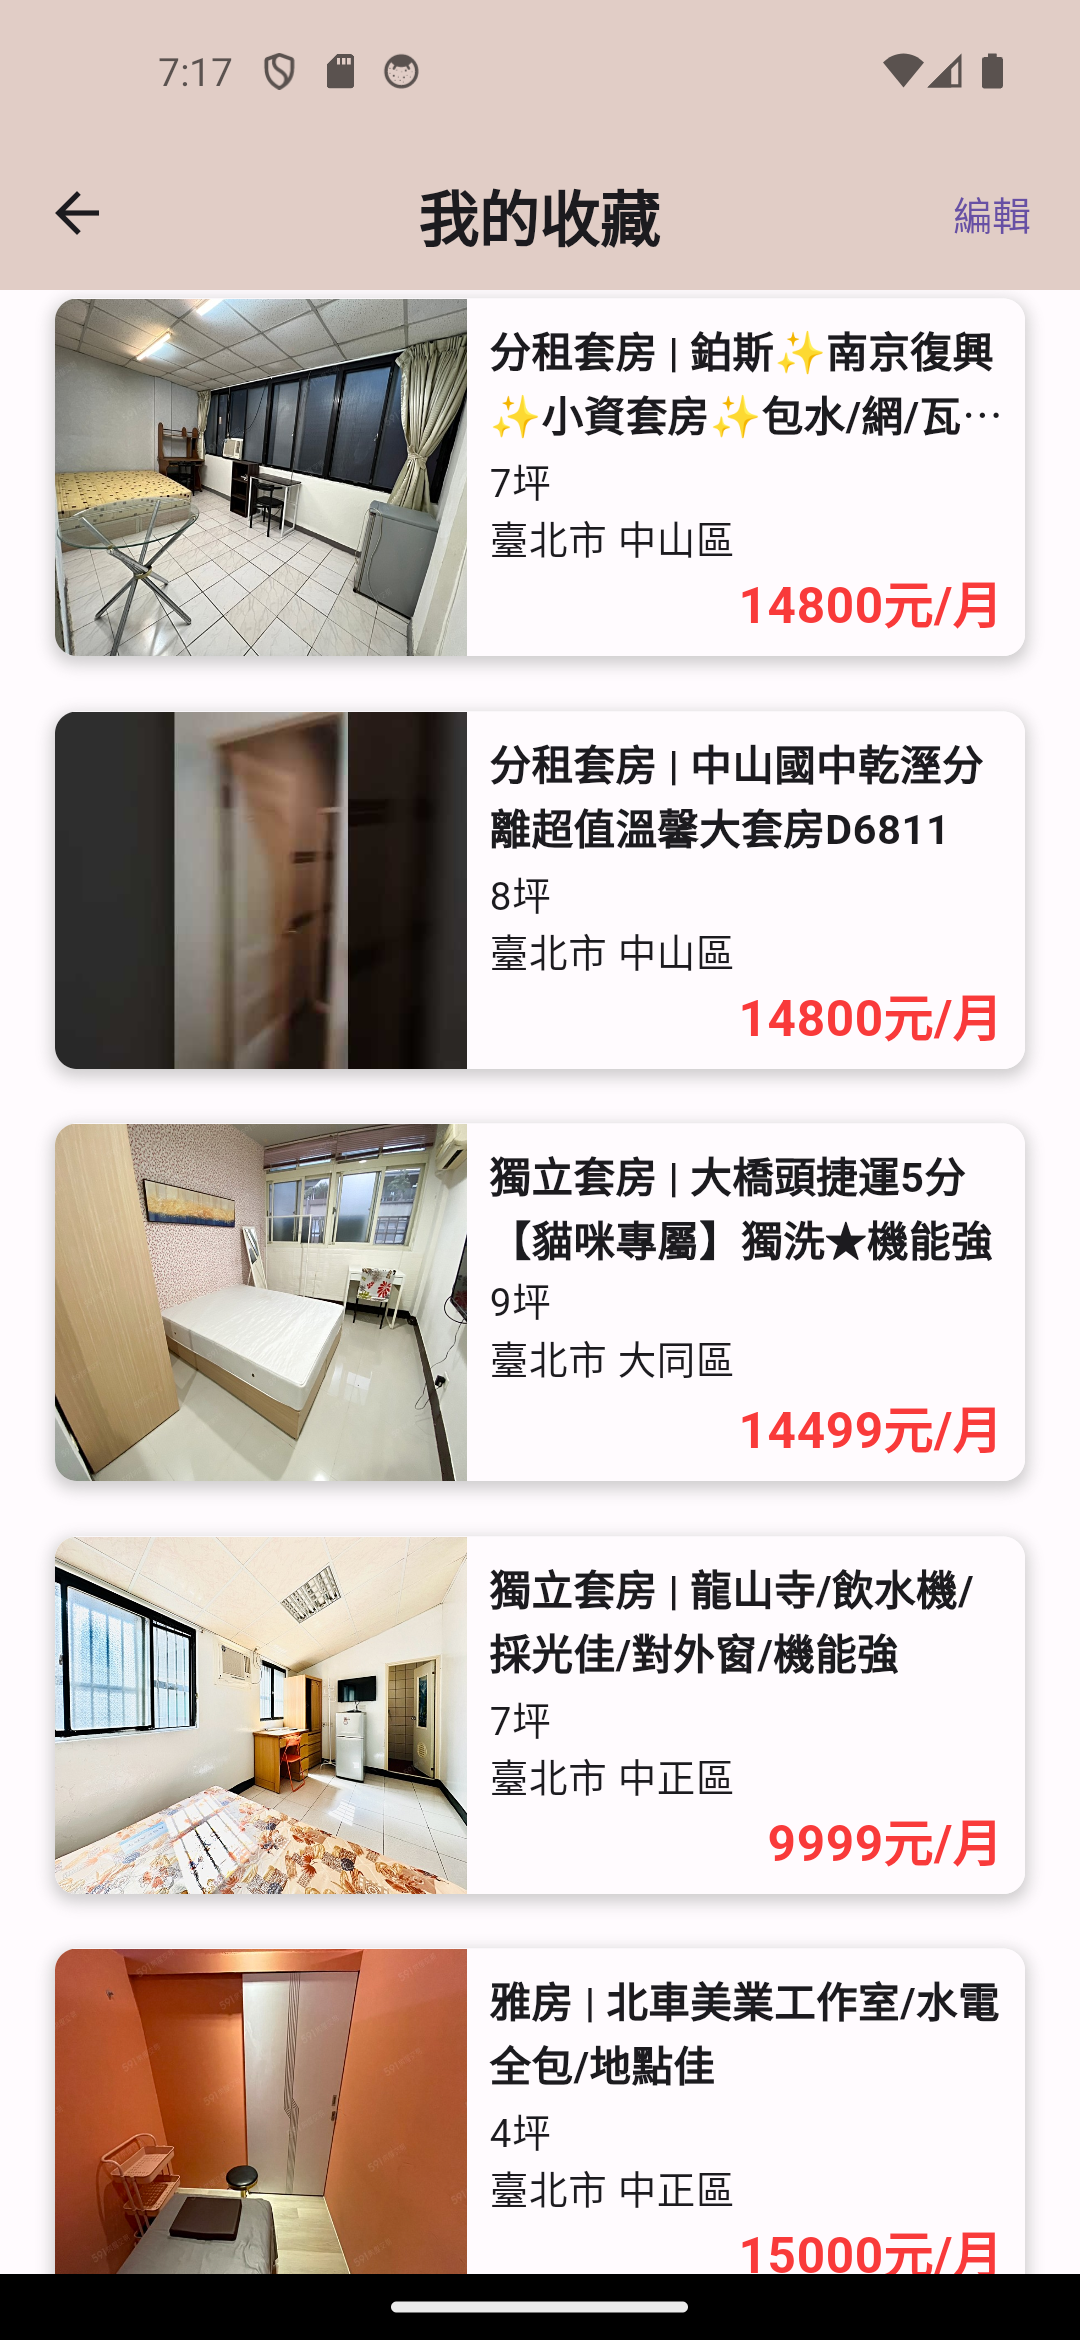 7:17
我的收藏
編輯
分租套房 | 鉑斯✨南京復興
✨小資套房✨包水/網/瓦…
7坪
臺北市 中山區
14800元/月
分租套房 | 中山國中乾溼分
離超值溫馨大套房D6811
8坪
臺北市 中山區
14800元/月
獨立套房 | 大橋頭捷運5分
【貓咪專屬】獨洗★機能強
9坪
臺北市 大同區
14499元/月
獨立套房 | 龍山寺/飲水機/
採光佳/對外窗/機能強
7坪
臺北市 中正區
9999元/月
雅房 | 北車美業工作室/水電
全包/地點佳
4坪
臺北市 中正區
15000元/月